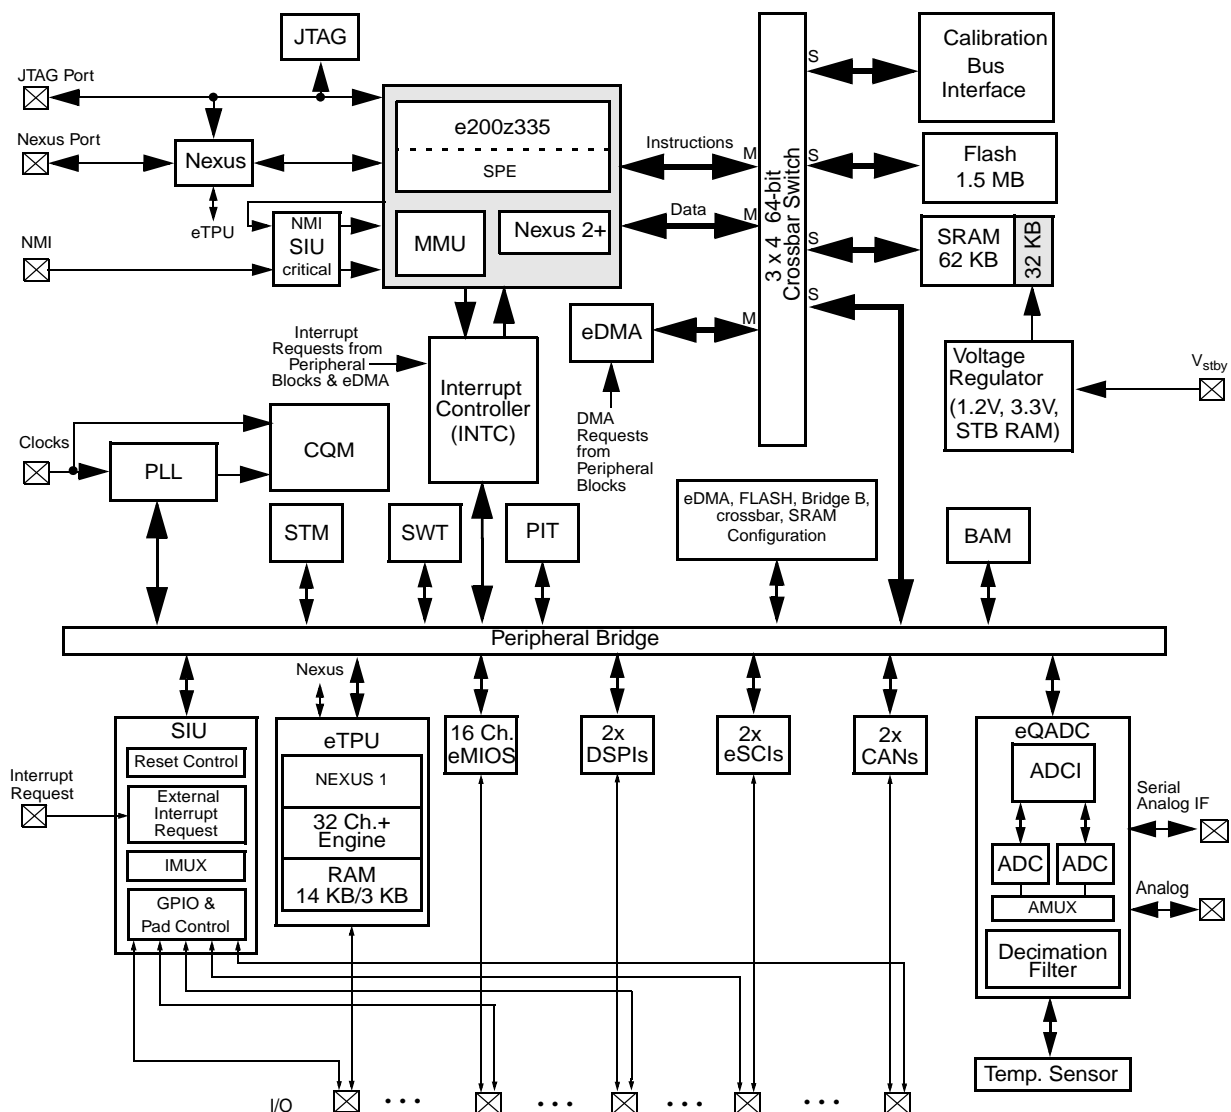 JTAG
JTAG Port
Nexus Port
Nexus
eTPU
NMI
NMI
SIU
critical
e200z335
SPE
MMU
Nexus 2+
Instructions
M
Data
M
M
3 x 4 64-bit
Crossbar Switch
S
S
S
S
Calibration
Bus
Interface
Flash
1.5 MB
SRAM
62 KB
32 KB
Voltage
Regulator
(1.2V, 3.3V,
STB RAM)
Vstby
eDMA
DMA
Requests
from
Peripheral
Blocks
Interrupt
Requests from
Peripheral
Blocks & eDMA
Interrupt
Controller
(INTC)
Clocks
PLL
CQM
STM
SWT
PIT
eDMA, FLASH, Bridge B,
crossbar, SRAM
Configuration
BAM
Peripheral Bridge
SIU
Reset Control
External
Interrupt
Request
IMUX
GPIO &
Pad Control
Interrupt
Request
Nexus
eTPU
NEXUS 1
32 Ch.+
Engine
RAM
14 KB/3 KB
16 Ch.
eMIOS
2x
DSPIs
2x
eSCIs
2x
CANs
eQADC
ADCI
ADC
ADC
AMUX
Decimation
Filter
Serial
Analog IF
Analog
Temp. Sensor
I/O